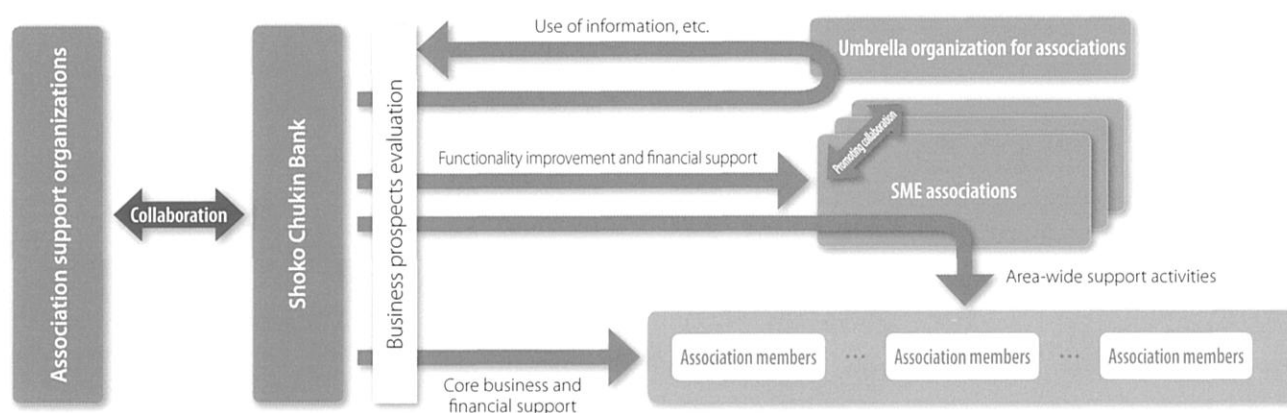 Association support organizations
Collaboration
Shoko Chukin Bank
Business prospects evaluation
Use of information, etc.
Umbrella organization for associations
Functionality improvement and financial support
Promoting collaboration
SME associations
Area-wide support activities
Core business and
financial support
Association members ··· Association members ··· Association members